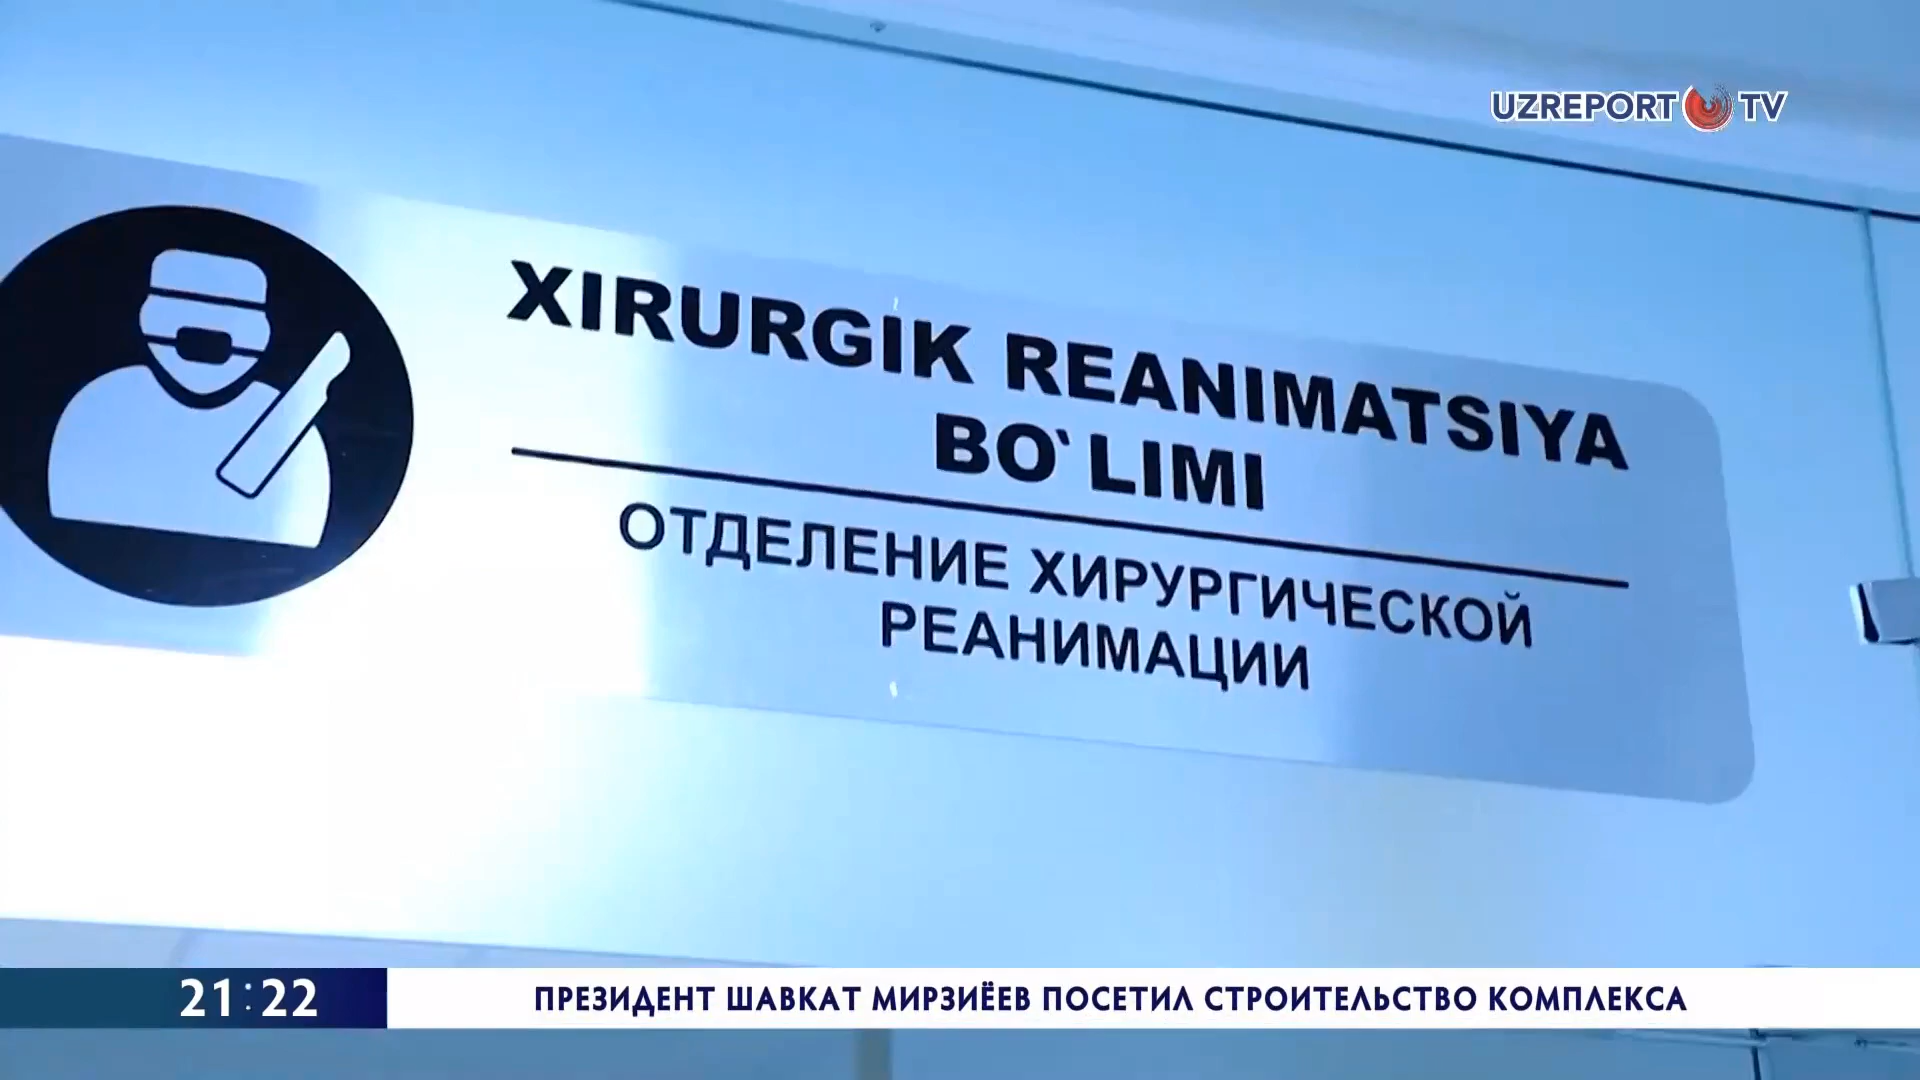 UZREPORT TV
XIRURGIK REANIMATSIYA
BO`LIMI
ОТДЕЛЕНИЕ ХИРУРГИЧЕСКОЙ
РЕАНИМАЦИИ
21:22
ПРЕЗИДЕНТ ШАВКАТ МИРЗИЁЕВ ПОСЕТИЛ СТРОИТЕЛЬСТВО КОМПЛЕКСА